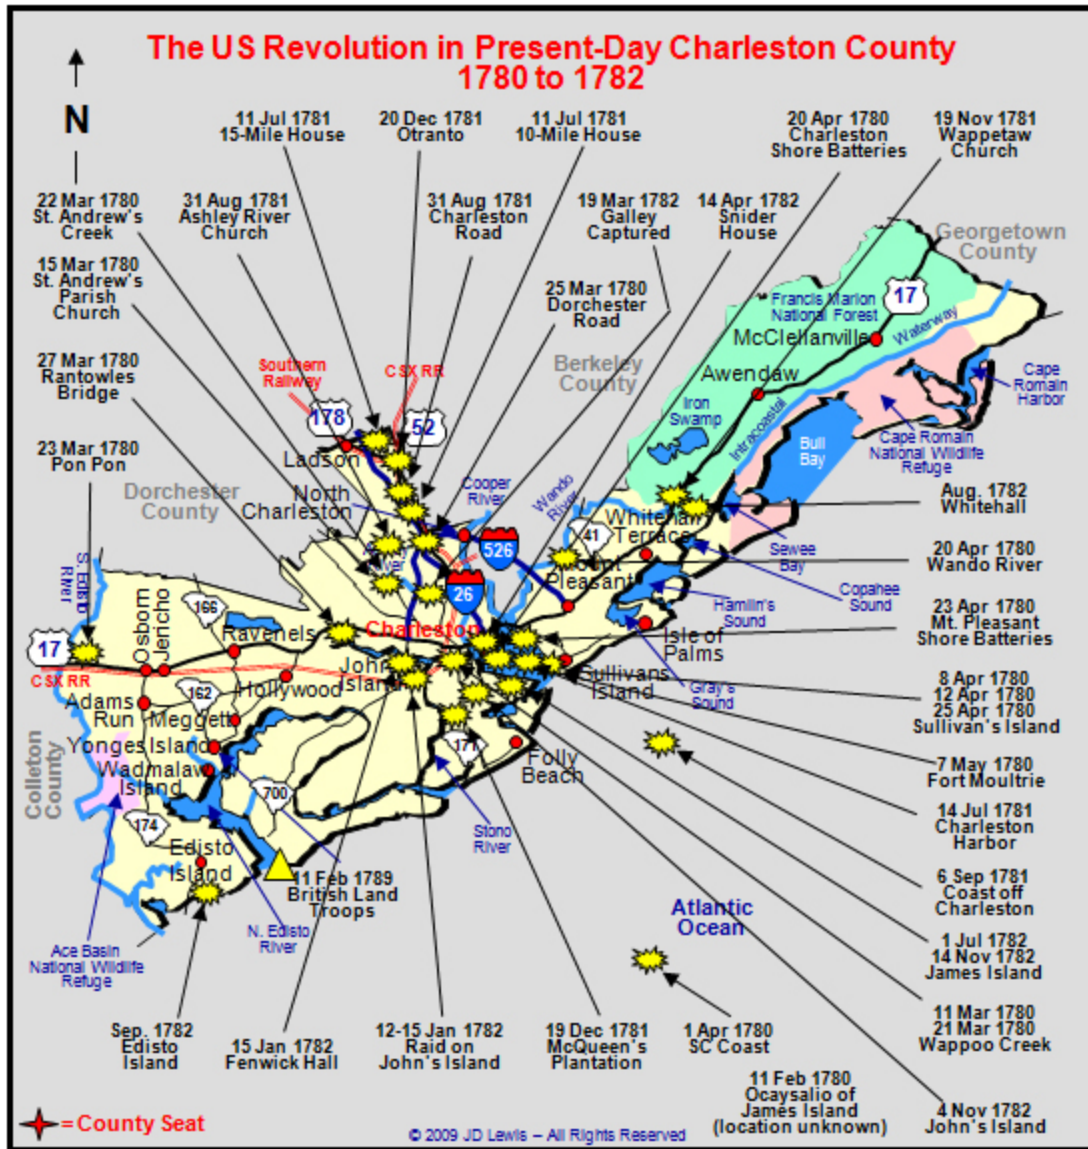 The US Revolution in Present-Day Charleston County
1780 to 1782
N
11 Jul 1781
15-Mile House
20 Dec 1781
Otranto
11 Jul 1781
10-Mile House
20 Apr 1780
Charleston
Shore Batteries
19 Nov 1781
Wappetaw
Church
22 Mar 1780
St. Andrew's
Creek
31 Aug 1781
Ashley River
Church
31 Aug 1781
Charleston
Road
19 Mar 1782
Galley
Captured
14 Apr 1782
Snider
House
Georgetown
County
15 Mar 1780
St. Andrew's
Parish
Church
25 Mar 1780
Dorchester
Road
Francis Marion
National Forest
17
McClellanville
Waterway
27 Mar 1780
Rantowles
Bridge
Southern
Railway
CSX RR
Berkeley
County
Awendaw
Cape
Romain
Harbor
178
52
Iron
Swamp
Intracoastal
Bull
Bay
Cape Romain
National Wildlife
Refuge
23 Mar 1780
Pon Pon
Ladson
Dorchester
County
North
Charleston
Cooper
River
Wando
River
Aug. 1782
Whitehall
S. Edisto
River
526
41
Whitehall
Terrace
Sewee
Bay
20 Apr 1780
Wando River
26
Mount
Pleasant
Hamlin's
Sound
Copahee
Sound
166
Osborn
Jericho
Ravenels
Charleston
23 Apr 1780
Mt. Pleasant
Shore Batteries
17
CSX RR
Isle of
Palms
John's
Island
Sullivans
Island
Gray's
Sound
8 Apr 1780
12 Apr 1780
25 Apr 1780
Sullivan's Island
Adams
Run
162
Hollywood
Meggett
Yonges Island
Wadmalaw
Island
Colleton
County
171
Folly
Beach
7 May 1780
Fort Moultrie
700
174
Stono
River
14 Jul 1781
Charleston
Harbor
Edisto
Island
11 Feb 1789
British Land
Troops
6 Sep 1781
Coast off
Charleston
Ace Basin
National Wildlife
Refuge
N. Edisto
River
Atlantic
Ocean
1 Jul 1782
14 Nov 1782
James Island
Sep. 1782
Edisto
Island
15 Jan 1782
Fenwick Hall
12-15 Jan 1782
Raid on
John's Island
19 Dec 1781
McQueen's
Plantation
1 Apr 1780
SC Coast
11 Mar 1780
21 Mar 1780
Wappoo Creek
11 Feb 1780
Ocaysalio of
James Island
(location unknown)
4 Nov 1782
John's Island
= County Seat
© 2009 JD Lewis – All Rights Reserved